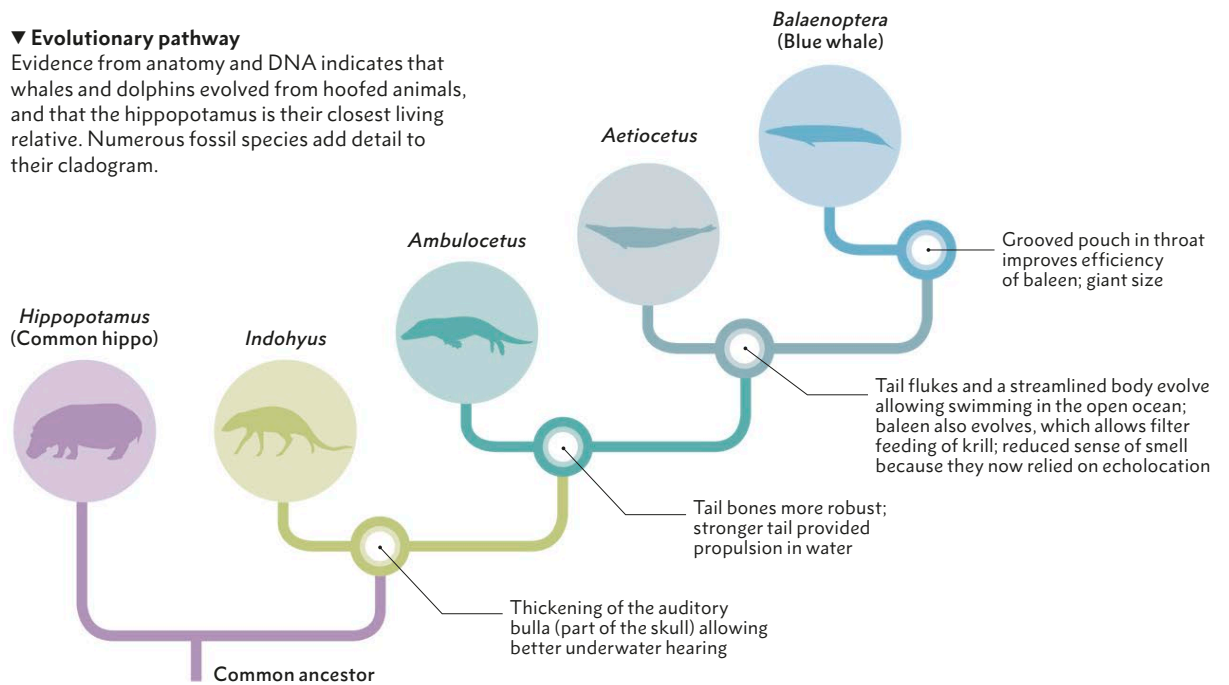 ▼ Evolutionary pathway
Evidence from anatomy and DNA indicates that
whales and dolphins evolved from hoofed animals,
and that the hippopotamus is their closest living
relative. Numerous fossil species add detail to
their cladogram.
Balaenoptera
(Blue whale)
Aetiocetus
Ambulocetus
Hippopotamus
(Common hippo)
Indohyus
Grooved pouch in throat
improves efficiency
of baleen; giant size
Tail flukes and a streamlined body evolve
allowing swimming in the open ocean;
baleen also evolves, which allows filter
feeding of krill; reduced sense of smell
because they now relied on echolocation
Tail bones more robust;
stronger tail provided
propulsion in water
Thickening of the auditory
bulla (part of the skull) allowing
better underwater hearing
Common ancestor